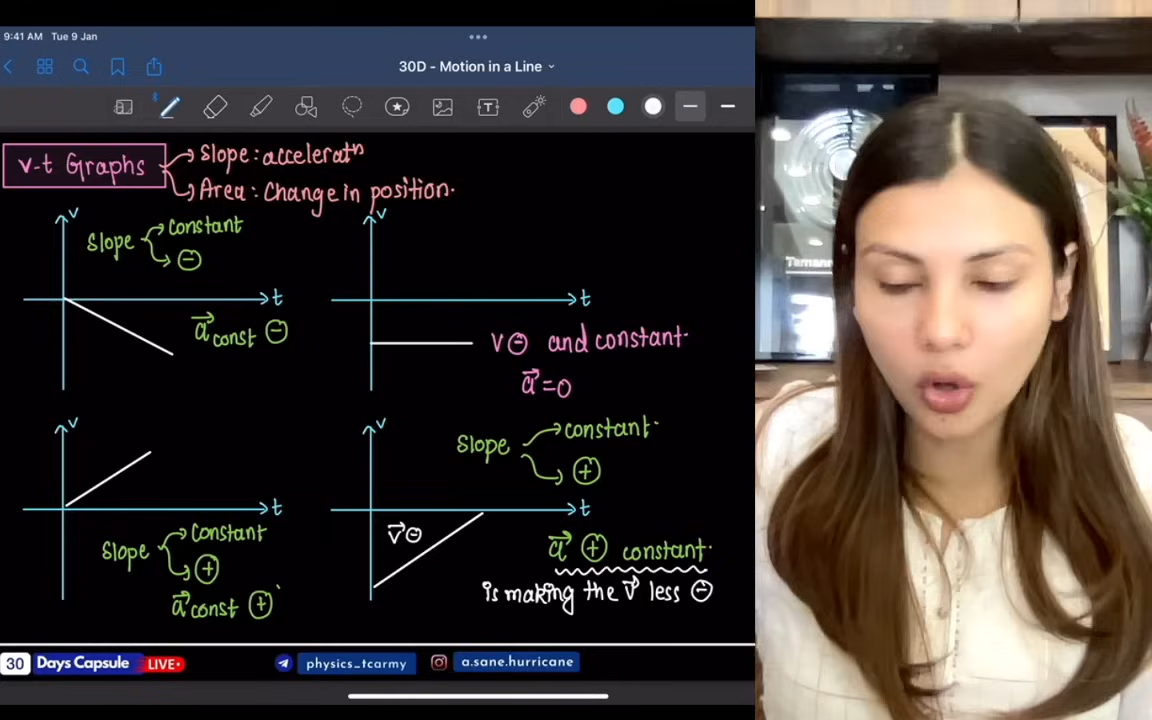 9:41 AM Tue 9 Jan
30D - Motion in a Line
T
v-t Graphs
Slope : acceleratn
Area : Change in position.
v
Slope
constant
-
t
a const -
v
t
v - and constant.
a = 0
v
t
Slope
Constant
+
a const +
v
Slope
constant.
+
t
v -
a + constant.
is making the v less -
30 Days Capsule LIVE
physics_tcarmy
a.sane.hurricane